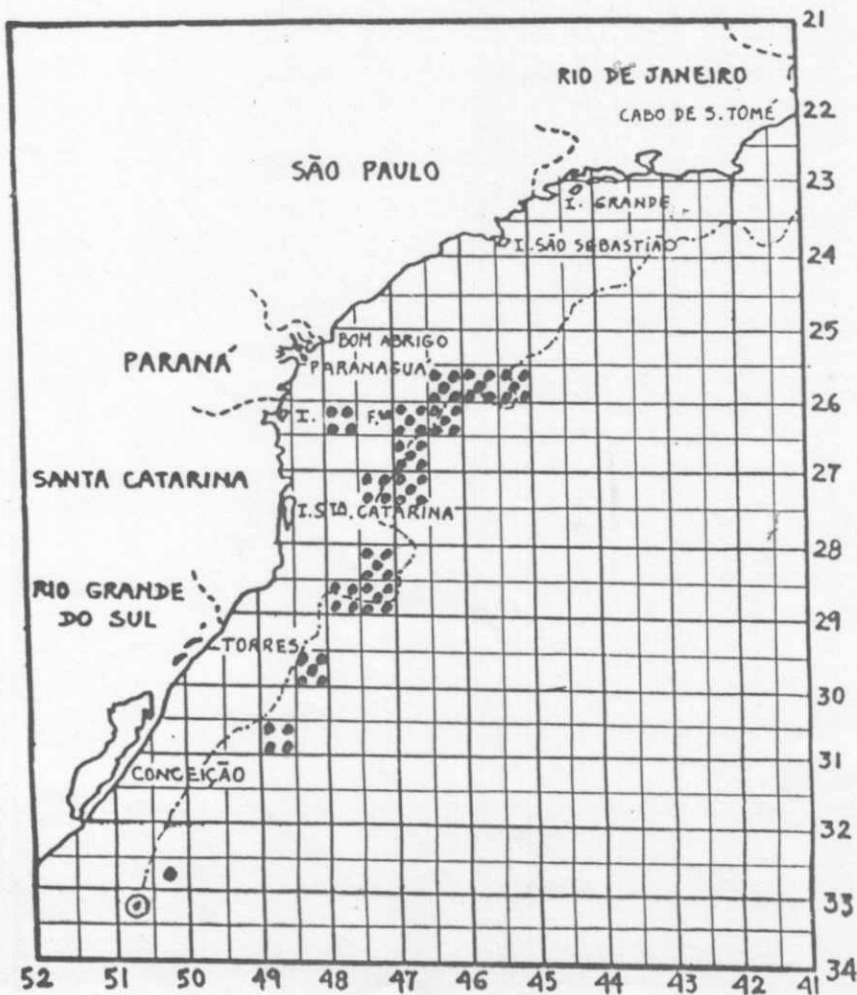 21
RIO DE JANEIRO
22
CABO DE S. TOMÉ
SÃO PAULO
23
I. GRANDE
I. SÃO SEBASTIÃO
24
25
BOM ABRIGO
PARANÁ
PARANAGUA
26
I.
F.co
27
SANTA CATARINA
I. STA. CATARINA
28
RIO GRANDE
DO SUL
29
TORRES
30
31
CONCEIÇÃO
32
33
34
52 51 50 49 48 47 46 45 44 43 42 41